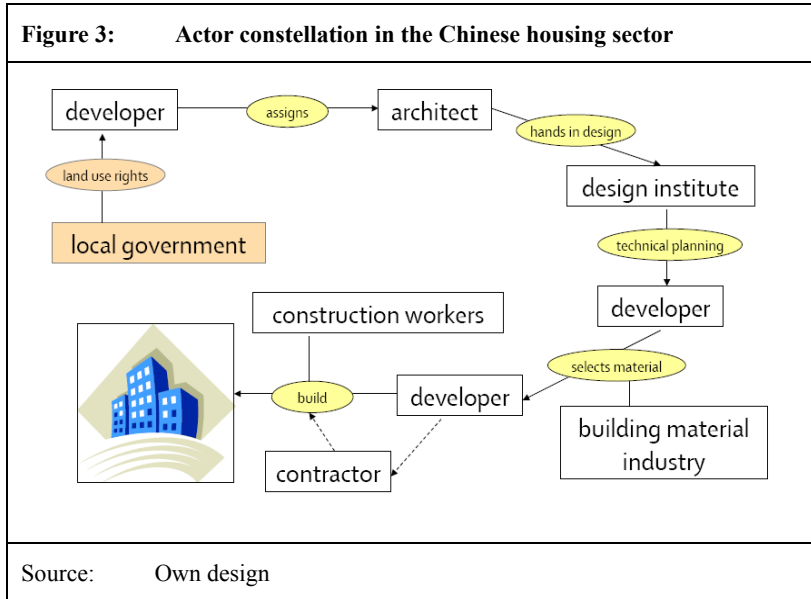 Figure 3: Actor constellation in the Chinese housing sector
developer
assigns
architect
hands in design
land use rights
design institute
local government
technical planning
developer
construction workers
selects material
build
developer
building material
industry
contractor
Source: Own design